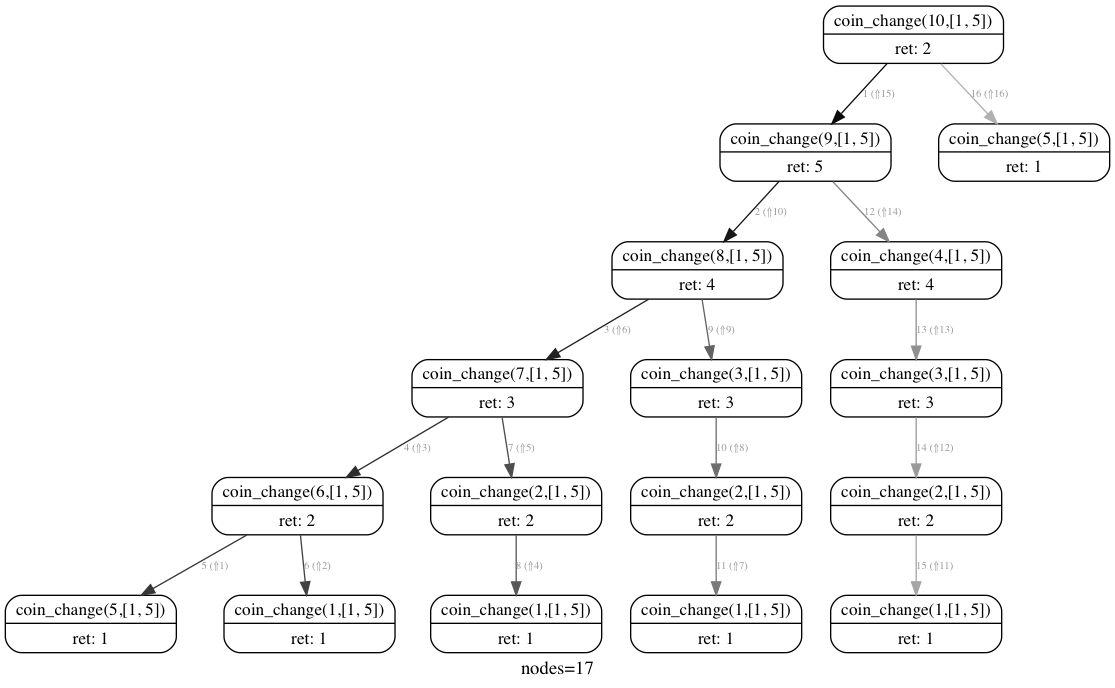 coin_change(10,[1, 5])
ret: 2
1 (⇑15)
16 (⇑16)
coin_change(9,[1, 5])
coin_change(5,[1, 5])
ret: 5
ret: 1
2 (⇑10)
12 (⇑14)
coin_change(8,[1, 5])
coin_change(4,[1, 5])
ret: 4
ret: 4
3 (⇑6)
9 (⇑9)
13 (⇑13)
coin_change(7,[1, 5])
coin_change(3,[1, 5])
coin_change(3,[1, 5])
ret: 3
ret: 3
ret: 3
4 (⇑3)
7 (⇑5)
10 (⇑8)
14 (⇑12)
coin_change(6,[1, 5])
coin_change(2,[1, 5])
coin_change(2,[1, 5])
coin_change(2,[1, 5])
ret: 2
ret: 2
ret: 2
ret: 2
5 (⇑1)
6 (⇑2)
8 (⇑4)
11 (⇑7)
15 (⇑11)
coin_change(5,[1, 5])
coin_change(1,[1, 5])
coin_change(1,[1, 5])
coin_change(1,[1, 5])
coin_change(1,[1, 5])
ret: 1
ret: 1
ret: 1
ret: 1
ret: 1
nodes=17